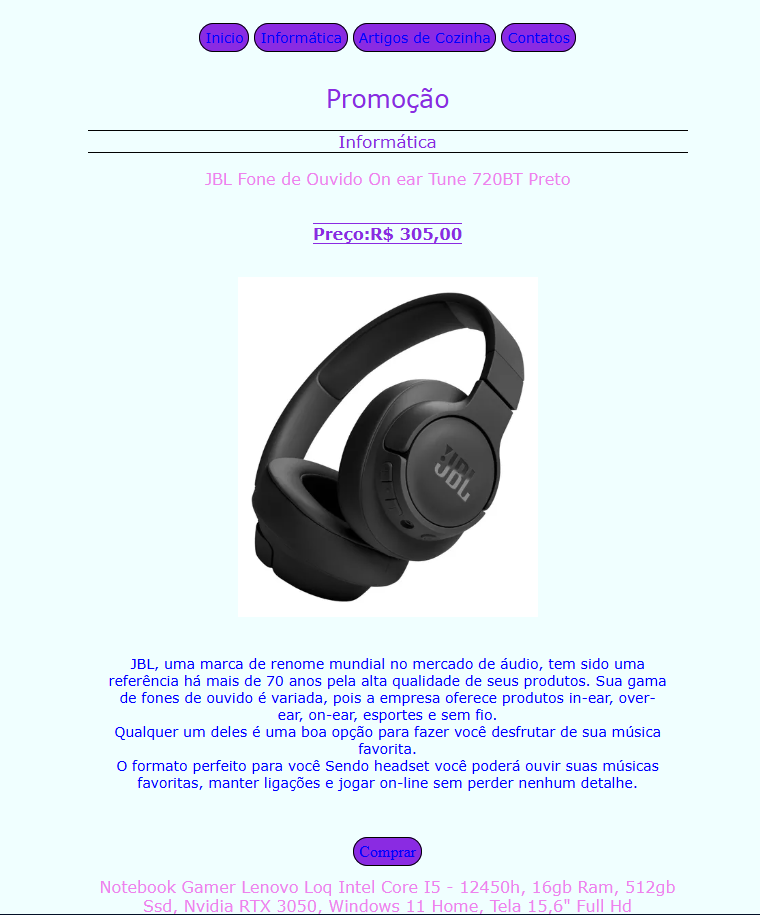 Inicio Informática Artigos de Cozinha Contatos
Promoção
Informática
JBL Fone de Ouvido On ear Tune 720BT Preto
Preço:R$ 305,00
JBL
JBL, uma marca de renome mundial no mercado de áudio, tem sido uma
referência há mais de 70 anos pela alta qualidade de seus produtos. Sua gama
de fones de ouvido é variada, pois a empresa oferece produtos in-ear, over-
ear, on-ear, esportes e sem fio.
Qualquer um deles é uma boa opção para fazer você desfrutar de sua música
favorita.
O formato perfeito para você Sendo headset você poderá ouvir suas músicas
favoritas, manter ligações e jogar on-line sem perder nenhum detalhe.
Comprar
Notebook Gamer Lenovo Loq Intel Core I5 - 12450h, 16gb Ram, 512gb
Ssd, Nvidia RTX 3050, Windows 11 Home, Tela 15,6" Full Hd